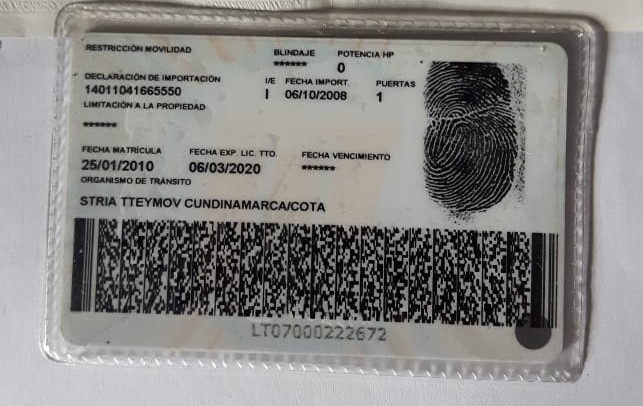 RESTRICCIÓN MOVILIDAD BLINDAJE POTENCIA HP
****** 0
DECLARACIÓN DE IMPORTACIÓN I/E FECHA IMPORT. PUERTAS
14011041665550 I 06/10/2008 1
LIMITACIÓN A LA PROPIEDAD
******
FECHA MATRÍCULA FECHA EXP. LIC. TTO. FECHA VENCIMIENTO
25/01/2010 06/03/2020 ******
ORGANISMO DE TRÁNSITO
STRIA TTEYMOV CUNDINAMARCA/COTA
LT07000222672